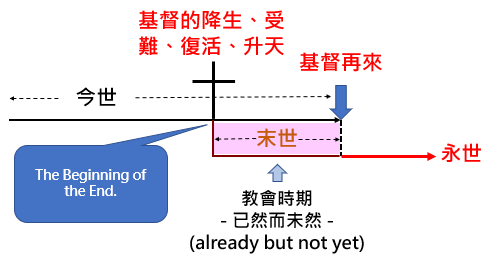 基督的降生、受
難、復活、升天
基督再來
今世
末世
永世
The Beginning of
the End.
教會時期
- 已然而未然 -
(already but not yet)